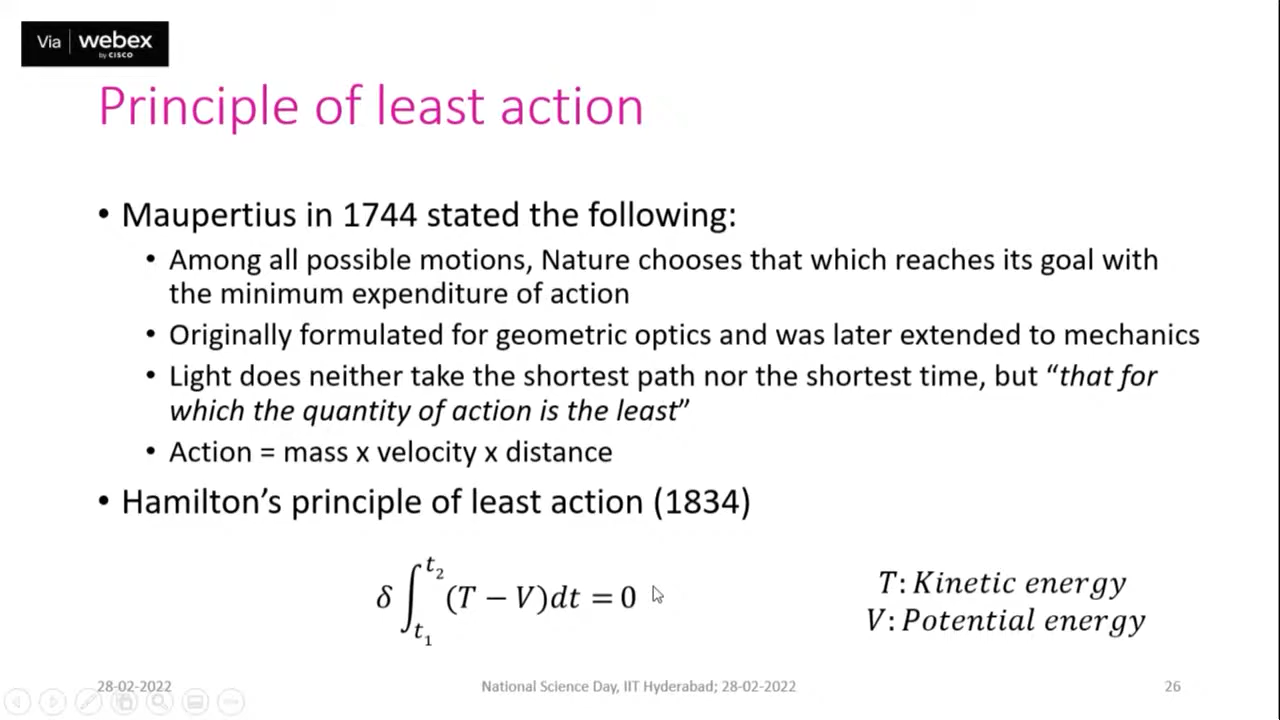 Via | webex
by CISCO
Principle of least action
• Maupertius in 1744 stated the following:
• Among all possible motions, Nature chooses that which reaches its goal with
the minimum expenditure of action
• Originally formulated for geometric optics and was later extended to mechanics
• Light does neither take the shortest path nor the shortest time, but “that for
which the quantity of action is the least”
• Action = mass x velocity x distance
• Hamilton’s principle of least action (1834)
δ ∫_{t₁}^{t₂} (T − V)dt = 0
T: Kinetic energy
V: Potential energy
28-02-2022 National Science Day, IIT Hyderabad; 28-02-2022 26